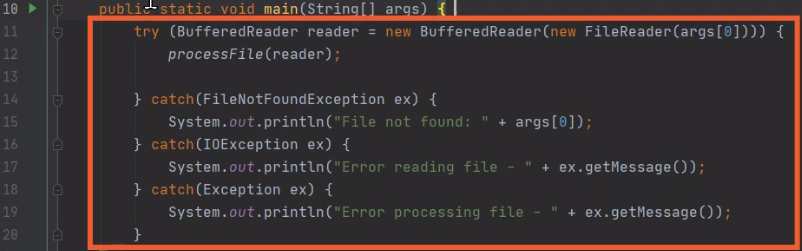 10 public static void main(String[] args) {
11 try (BufferedReader reader = new BufferedReader(new FileReader(args[0]))) {
12 processFile(reader);
13
14 } catch(FileNotFoundException ex) {
15 System.out.println("File not found: " + args[0]);
16 } catch(IOException ex) {
17 System.out.println("Error reading file - " + ex.getMessage());
18 } catch(Exception ex) {
19 System.out.println("Error processing file - " + ex.getMessage());
20 }